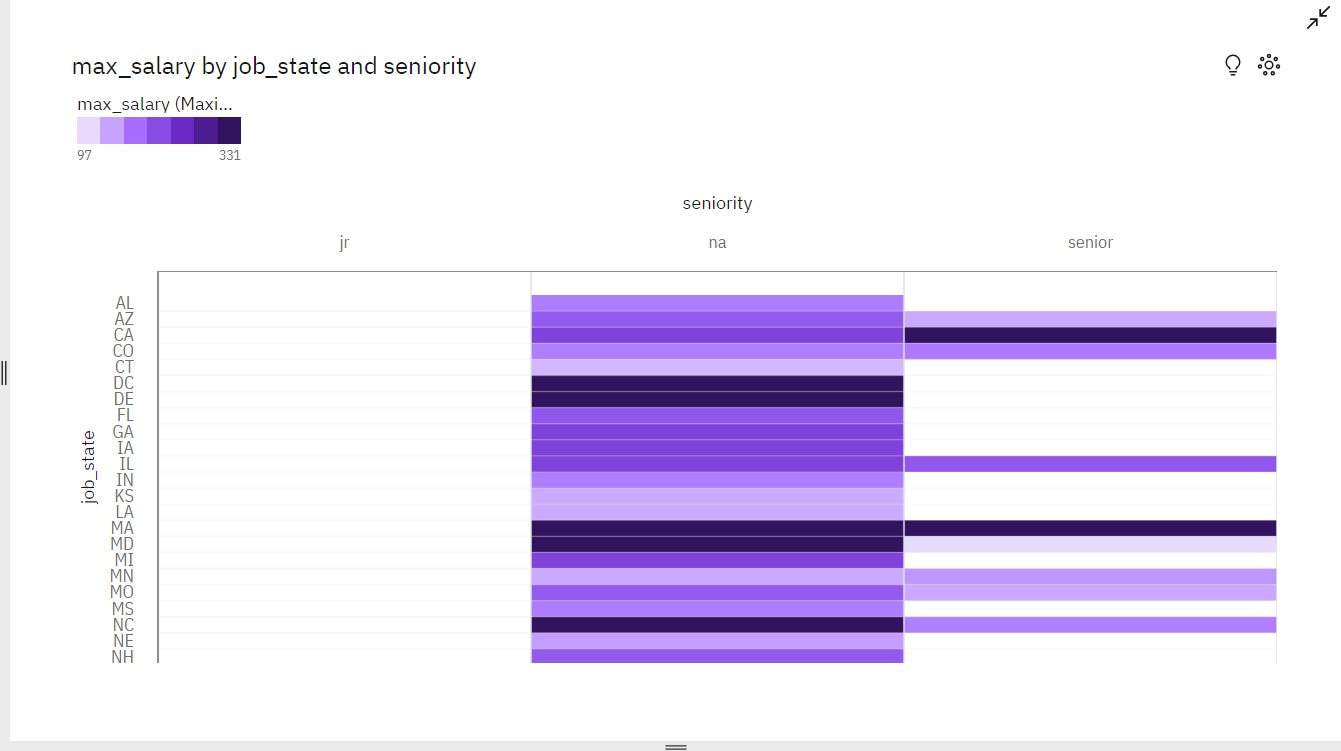 max_salary by job_state and seniority
max_salary (Maxi...
97 331
seniority
jr na senior
job_state
AL
AZ
CA
CO
CT
DC
DE
FL
GA
IA
IL
IN
KS
LA
MA
MD
MI
MN
MO
MS
NC
NE
NH